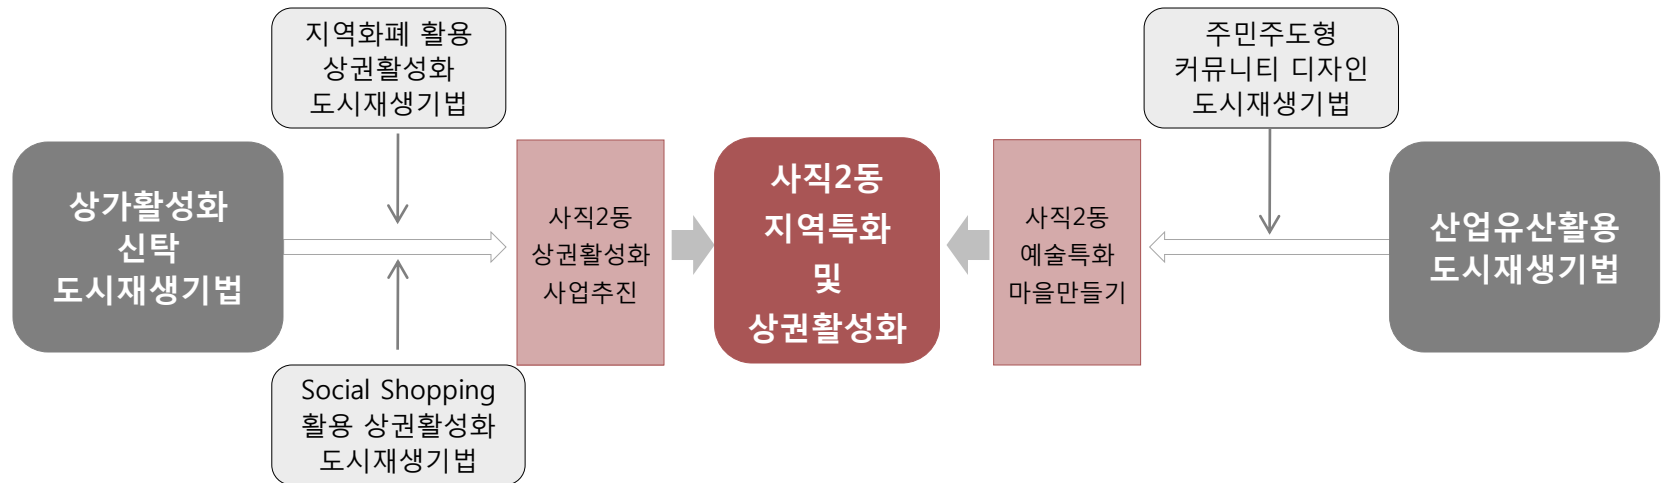 지역화폐 활용
상권활성화
도시재생기법
주민주도형
커뮤니티 디자인
도시재생기법
상가활성화
신탁
도시재생기법
사직2동
상권활성화
사업추진
사직2동
지역특화
및
상권활성화
사직2동
예술특화
마을만들기
산업유산활용
도시재생기법
Social Shopping
활용 상권활성화
도시재생기법